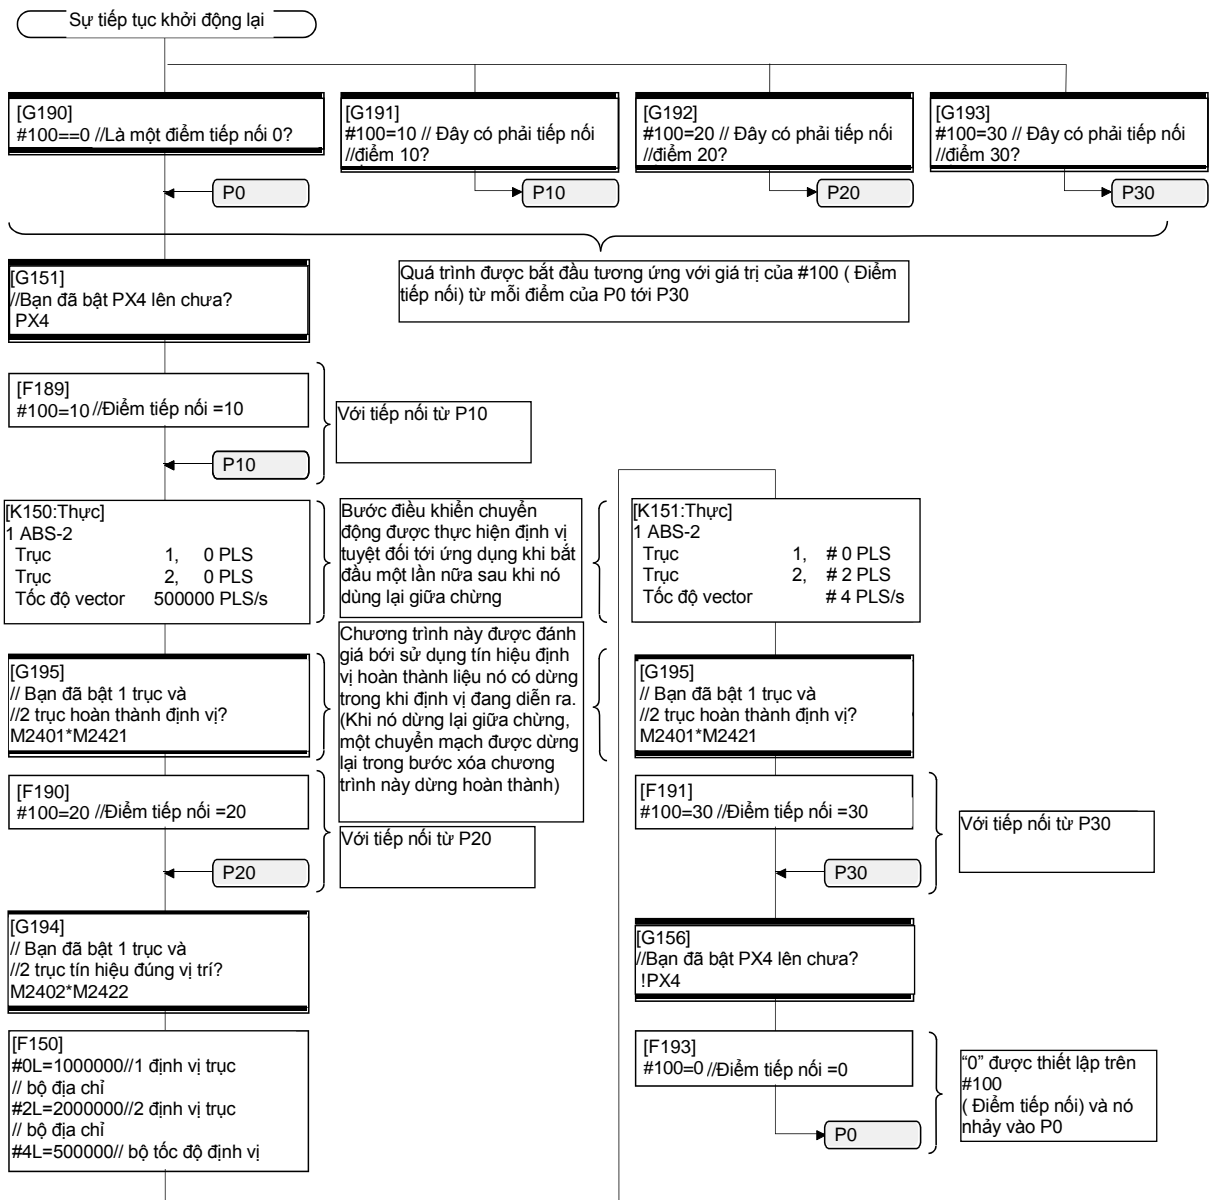 Sự tiếp tục khởi động lại
[G190]
#100==0 //Là một điểm tiếp nối 0?
[G191]
#100=10 // Đây có phải tiếp nối
//điểm 10?
[G192]
#100=20 // Đây có phải tiếp nối
//điểm 20?
[G193]
#100=30 // Đây có phải tiếp nối
//điểm 30?
P0
P10
P20
P30
Quá trình được bắt đầu tương ứng với giá trị của #100 ( Điểm
tiếp nối) từ mỗi điểm của P0 tới P30
[G151]
//Bạn đã bật PX4 lên chưa?
PX4
[F189]
#100=10 //Điểm tiếp nối =10
Với tiếp nối từ P10
P10
[K150:Thực]
1 ABS-2
Trục 1, 0 PLS
Trục 2, 0 PLS
Tốc độ vector 500000 PLS/s
Bước điều khiển chuyển
động được thực hiện định vị
tuyệt đối tới ứng dụng khi bắt
đầu một lần nữa sau khi nó
dùng lại giữa chừng
[K151:Thực]
1 ABS-2
Trục 1, # 0 PLS
Trục 2, # 2 PLS
Tốc độ vector # 4 PLS/s
[G195]
// Bạn đã bật 1 trục và
//2 trục hoàn thành định vị?
M2401*M2421
Chương trình này được đánh
giá bới sử dụng tín hiệu định
vị hoàn thành liệu nó có dừng
trong khi định vị đang diễn ra.
(Khi nó dừng lại giữa chừng,
một chuyển mạch được dừng
lại trong bước xóa chương
trình này dừng hoàn thành)
[G195]
// Bạn đã bật 1 trục và
//2 trục hoàn thành định vị?
M2401*M2421
[F190]
#100=20 //Điểm tiếp nối =20
Với tiếp nối từ P20
P20
[F191]
#100=30 //Điểm tiếp nối =30
Với tiếp nối từ P30
P30
[G194]
// Bạn đã bật 1 trục và
//2 trục tín hiệu đúng vị trí?
M2402*M2422
[G156]
//Bạn đã bật PX4 lên chưa?
!PX4
[F150]
#0L=1000000//1 định vị trục
// bộ địa chỉ
#2L=2000000//2 định vị trục
// bộ địa chỉ
#4L=500000// bộ tốc độ định vị
[F193]
#100=0 //Điểm tiếp nối =0
P0
“0” được thiết lập trên
#100
( Điểm tiếp nối) và nó
nhảy vào P0